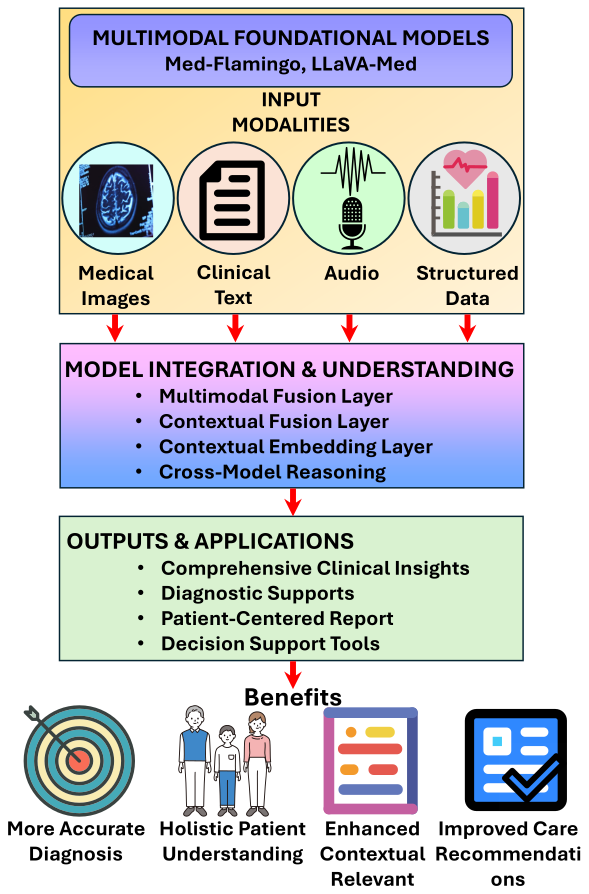 MULTIMODAL FOUNDATIONAL MODELS
Med-Flamingo, LLaVA-Med
INPUT
MODALITIES
Medical
Images
Clinical
Text
Audio
Structured
Data
MODEL INTEGRATION & UNDERSTANDING
• Multimodal Fusion Layer
• Contextual Fusion Layer
• Contextual Embedding Layer
• Cross-Model Reasoning
OUTPUTS & APPLICATIONS
• Comprehensive Clinical Insights
• Diagnostic Supports
• Patient-Centered Report
• Decision Support Tools
Benefits
More Accurate
Diagnosis
Holistic Patient
Understanding
Enhanced
Contextual
Relevant
Improved Care
Recommendati
ons